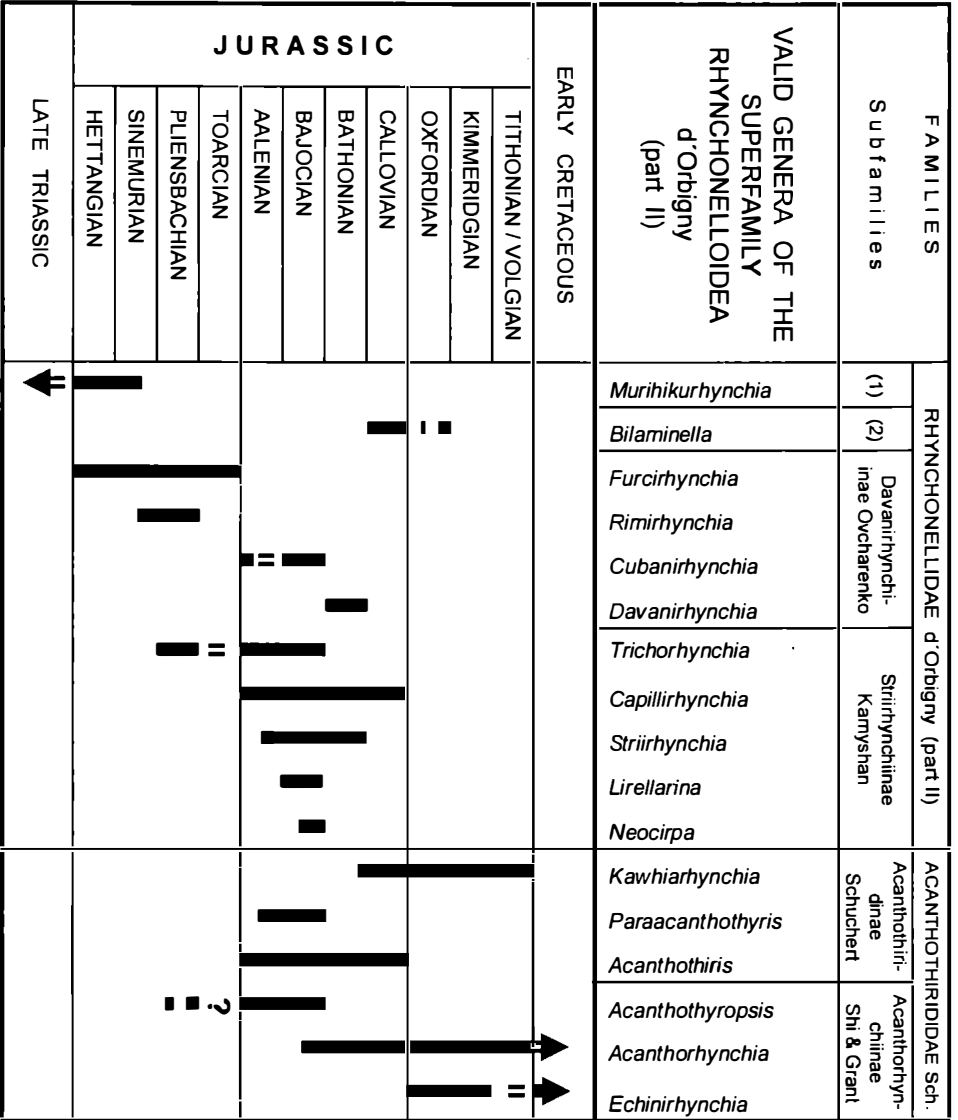 FAMILIES
Subfamilies
VALID GENERA OF THE
SUPERFAMILY
RHYNCHONELLOIDEA
d´Orbigny
(part II)
EARLY CRETACEOUS
JURASSIC
TITHONIAN / VOLGIAN
KIMMERIDGIAN
OXFORDIAN
CALLOVIAN
BATHONIAN
BAJOCIAN
AALENIAN
TOARCIAN
PLIENSBACHIAN
SINEMURIAN
HETTANGIAN
LATE TRIASSIC
RHYNCHONELLIDAE d´Orbigny (part II)
(1)
Murihikurhynchia
(2)
Bilaminella
Davanirhynchi-
inae Ovcharenko
Furcirhynchia
Rimirhynchia
Cubanirhynchia
Davanirhynchia
Striirhynchiinae
Kamyshan
Trichorhynchia
Capillirhynchia
Striirhynchia
Lirellarina
Neocirpa
ACANTHOTHIRIDIDAE Sch.
Acanthothiri-
dinae
Schuchert
Kawhiarhynchia
Paraacanthothyris
Acanthothiris
Acanthorhyn-
chiinae
Shi & Grant
Acanthothyropsis
?
Acanthorhynchia
Echinirhynchia